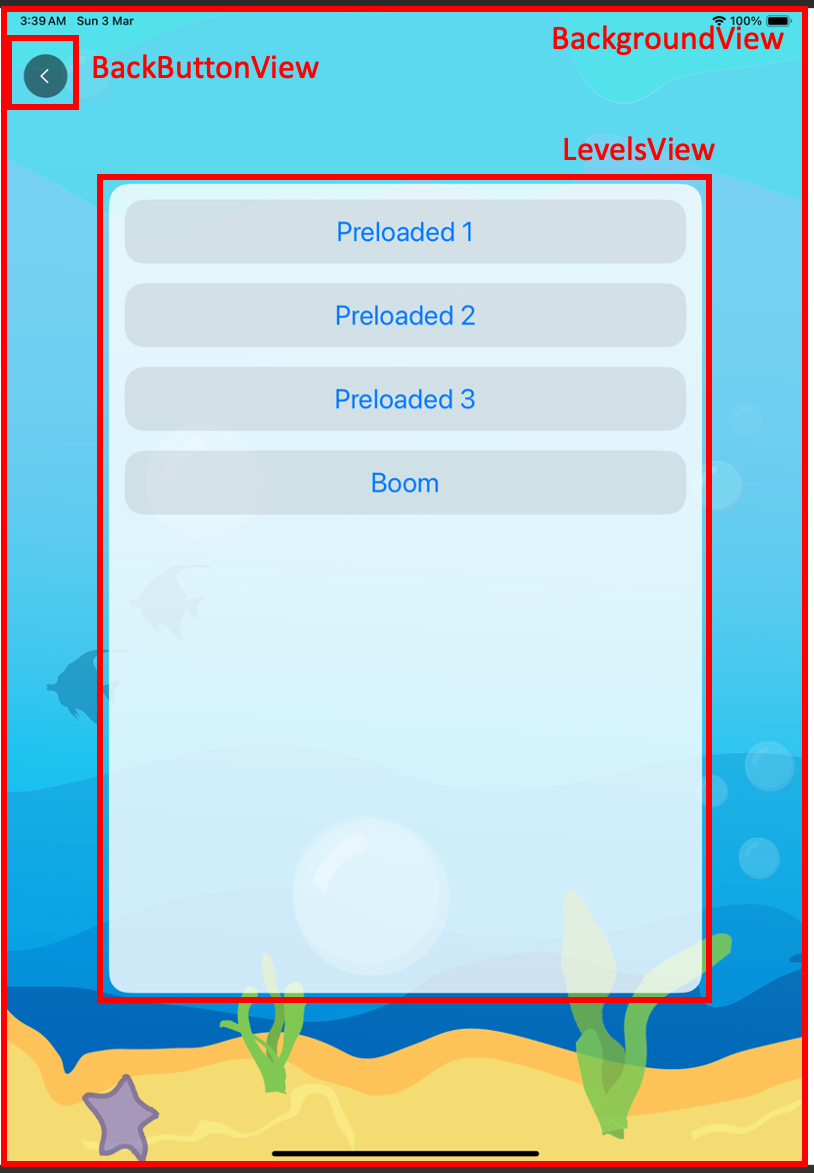 3:39 AM Sun 3 Mar
100%
BackgroundView
BackButtonView
LevelsView
Preloaded 1
Preloaded 2
Preloaded 3
Boom